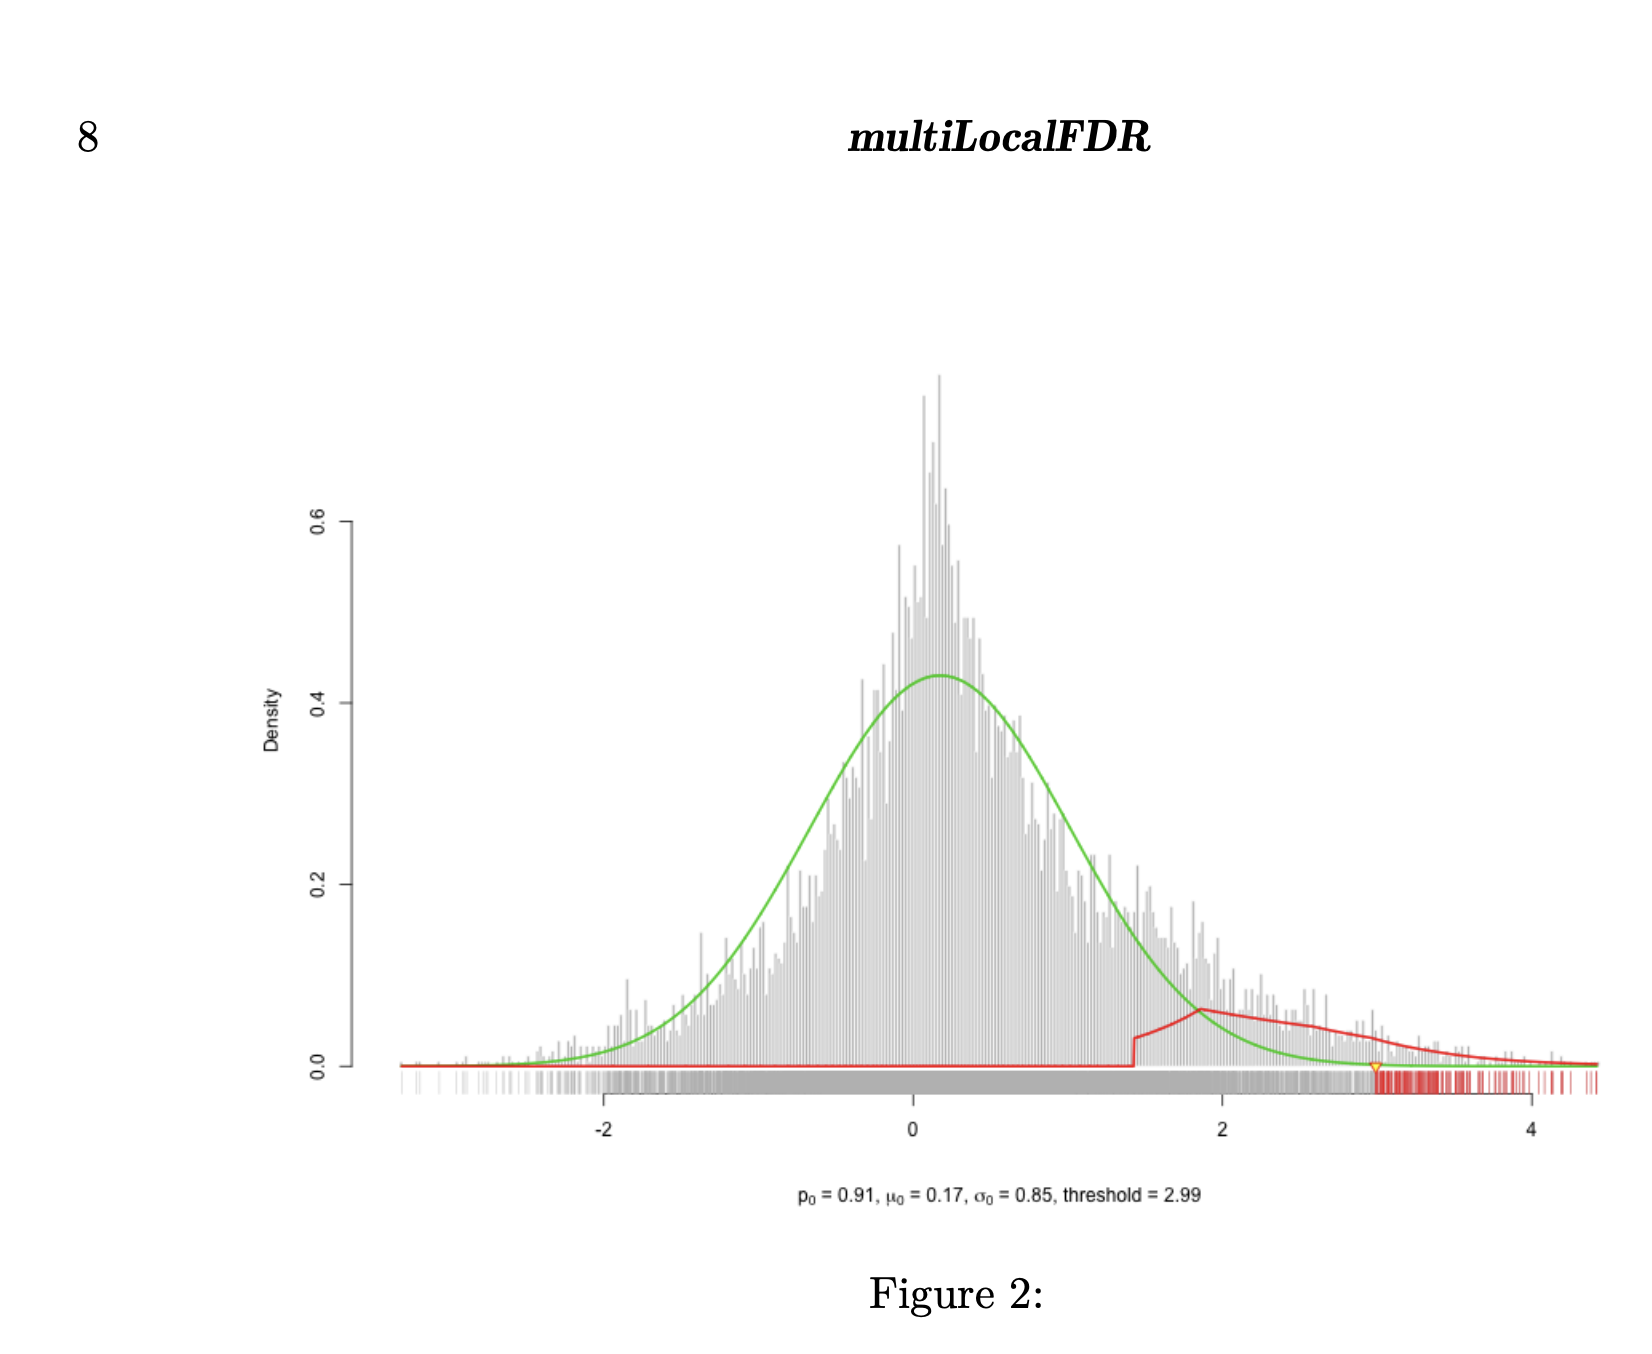 8
multiLocalFDR
0.6
0.4
0.2
0.0
Density
-2 0 2 4
p₀ = 0.91, μ₀ = 0.17, σ₀ = 0.85, threshold = 2.99
Figure 2: